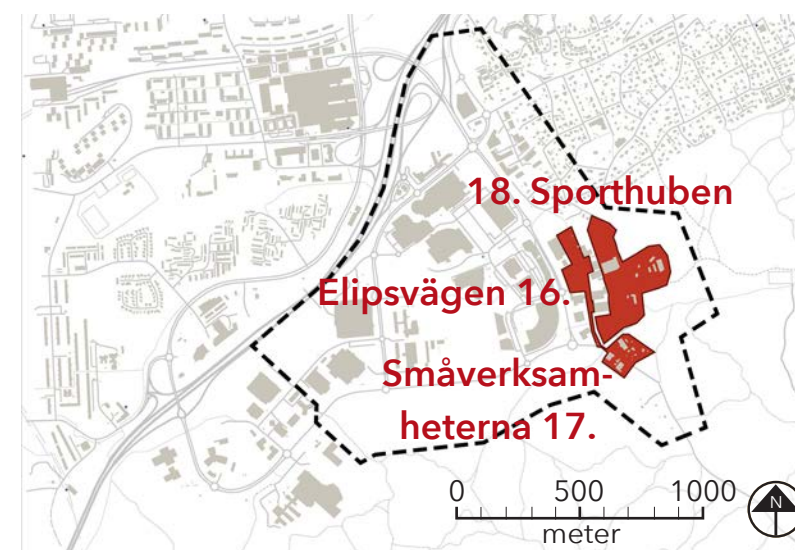 18. Sporthuben
Elipsvägen 16.
Småverksam-
heterna 17.
0 500 1000
meter
N